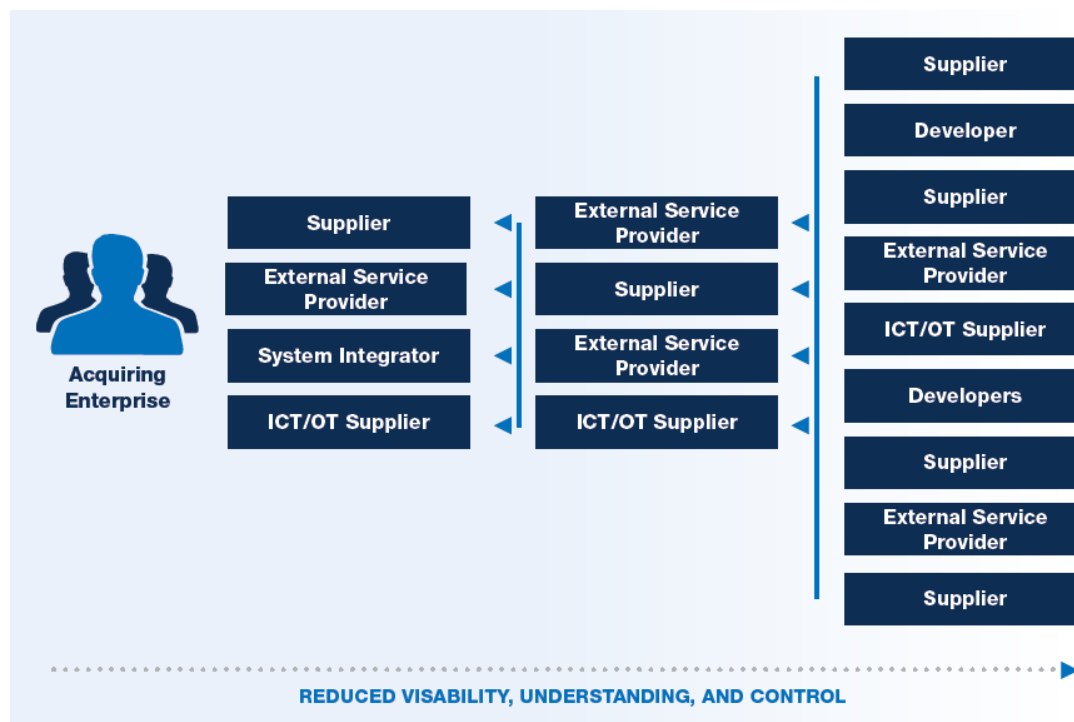 Acquiring
Enterprise
Supplier
External Service
Provider
System Integrator
ICT/OT Supplier
External Service
Provider
Supplier
External Service
Provider
ICT/OT Supplier
Supplier
Developer
Supplier
External Service
Provider
ICT/OT Supplier
Developers
Supplier
External Service
Provider
Supplier
REDUCED VISABILITY, UNDERSTANDING, AND CONTROL